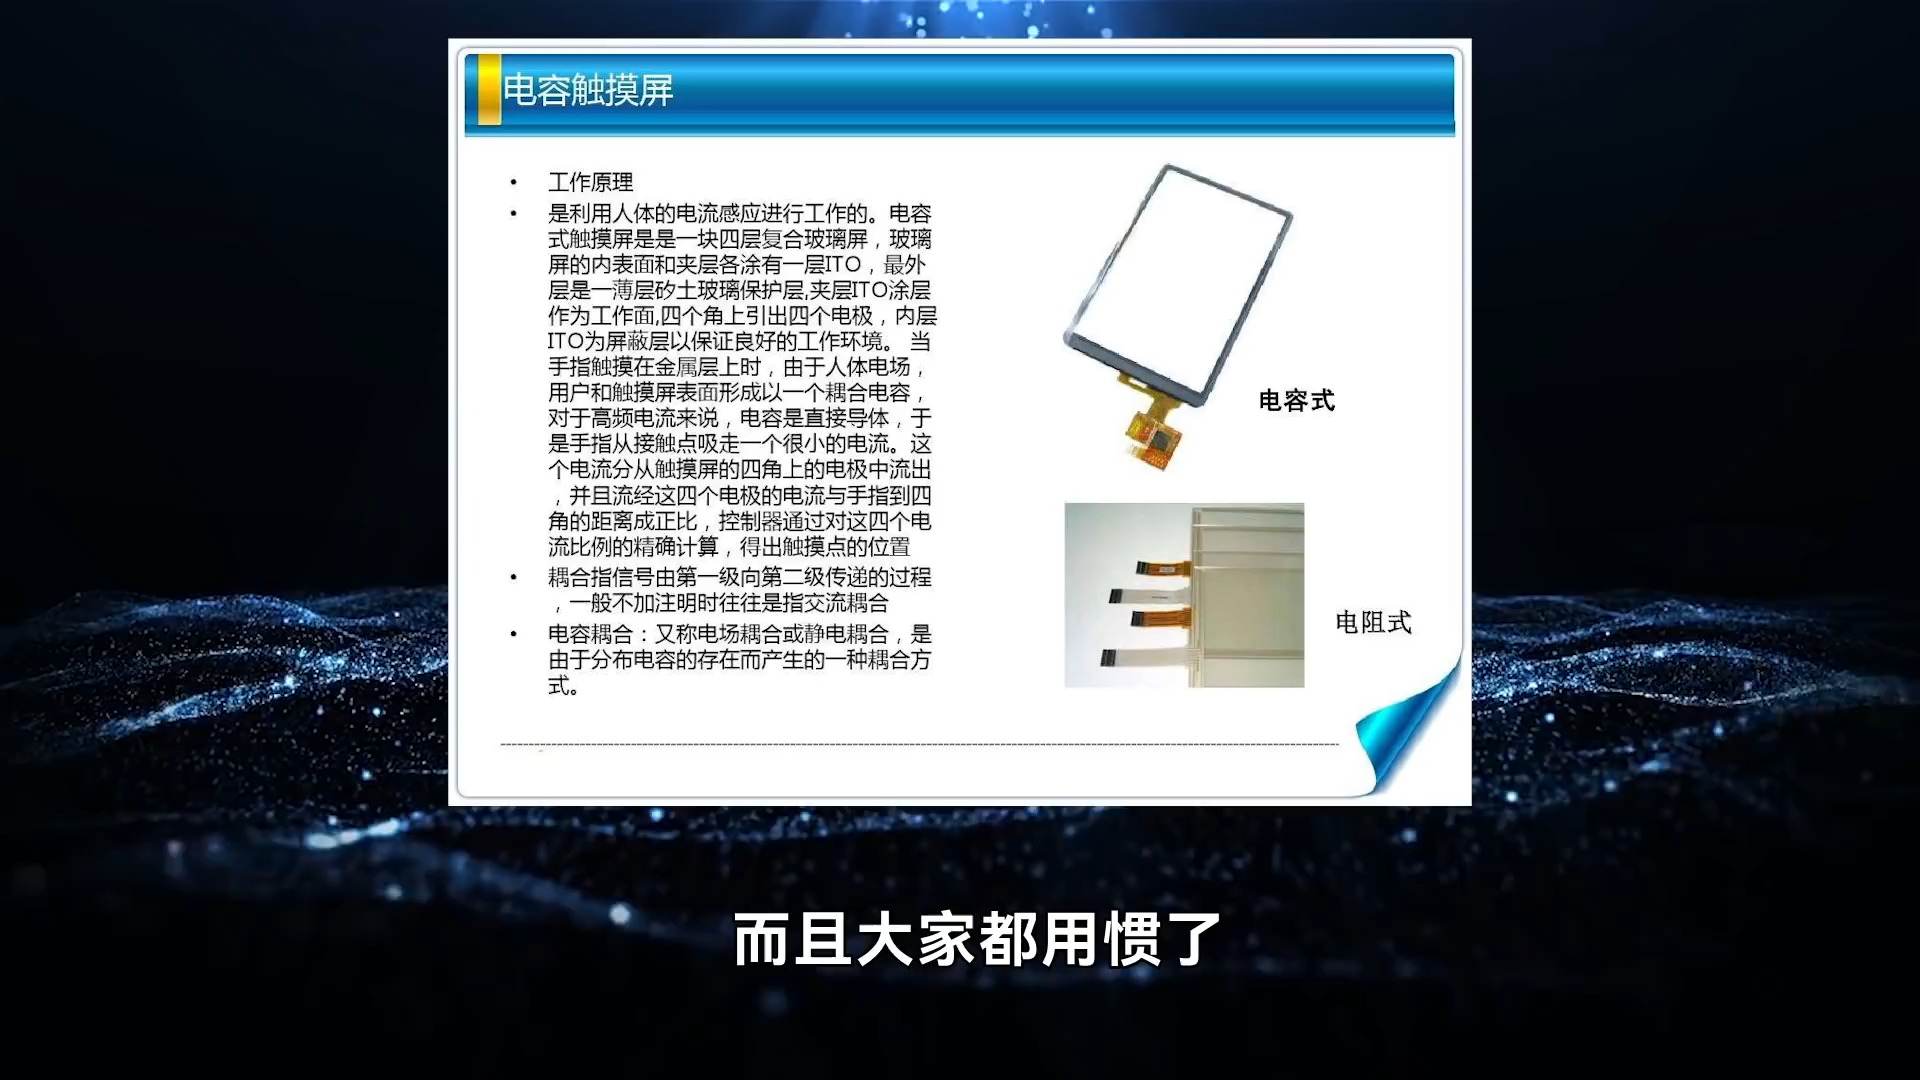 电容触摸屏
• 工作原理
• 是利用人体的电流感应进行工作的。电容
式触摸屏是是一块四层复合玻璃屏，玻璃
屏的内表面和夹层各涂有一层ITO，最外
层是一薄层矽土玻璃保护层,夹层ITO涂层
作为工作面,四个角上引出四个电极，内层
ITO为屏蔽层以保证良好的工作环境。 当
手指触摸在金属层上时，由于人体电场，
用户和触摸屏表面形成以一个耦合电容，
对于高频电流来说，电容是直接导体，于
是手指从接触点吸走一个很小的电流。这
个电流分从触摸屏的四角上的电极中流出
，并且流经这四个电极的电流与手指到四
角的距离成正比，控制器通过对这四个电
流比例的精确计算，得出触摸点的位置
• 耦合指信号由第一级向第二级传递的过程
，一般不加注明时往往是指交流耦合
• 电容耦合：又称电场耦合或静电耦合，是
由于分布电容的存在而产生的一种耦合方
式。
电容式
电阻式
而且大家都用惯了